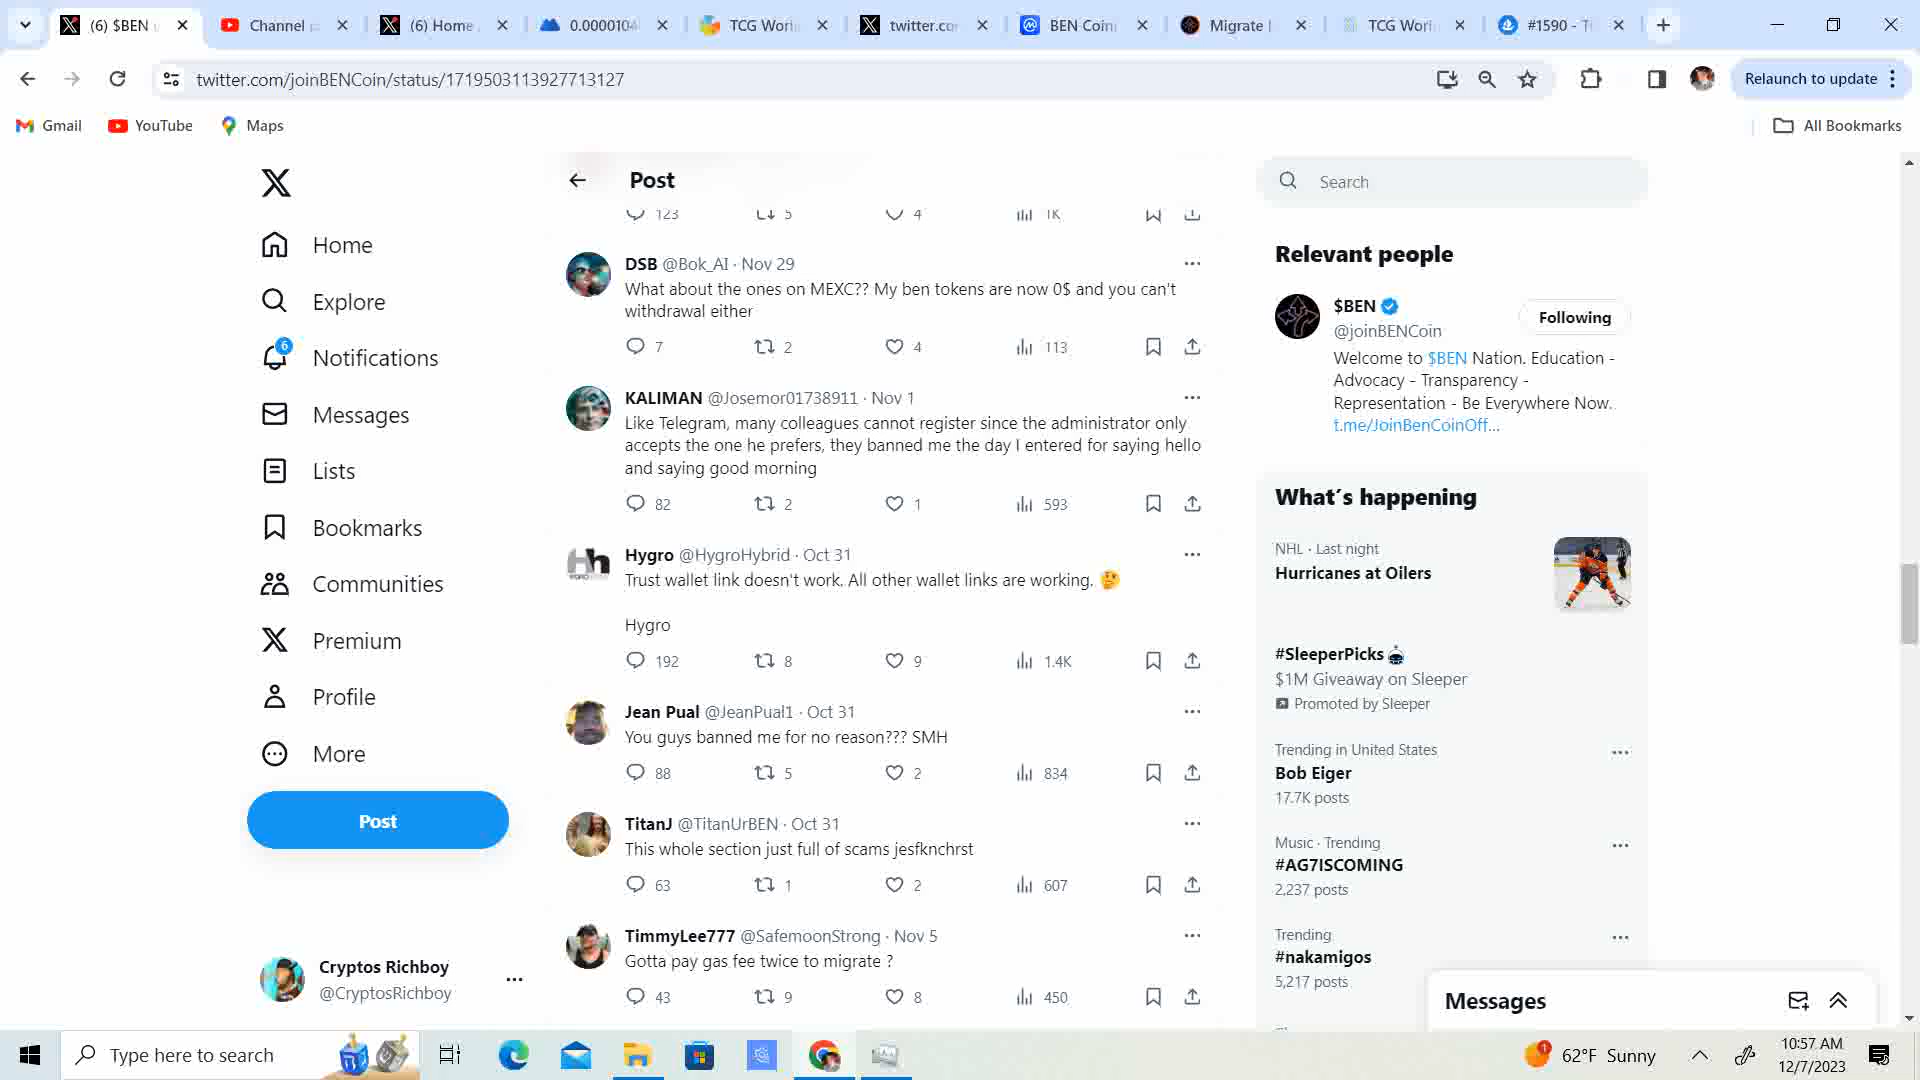 (6) $BEN
Channel
(6) Home
0.0000104
TCG World
twitter.co
BEN Coin
Migrate |
TCG World
#1590 - Ti
twitter.com/joinBENCoin/status/1719503113927713127
Relaunch to update
Gmail
YouTube
Maps
All Bookmarks
Home
Explore
6
Notifications
Messages
Lists
Bookmarks
Communities
Premium
Profile
More
Post
Cryptos Richboy
@CryptosRichboy
Post
123 5 4 1K
DSB @Bok_AI · Nov 29
What about the ones on MEXC?? My ben tokens are now 0$ and you can't
withdrawal either
7 2 4 113
KALIMAN @Josemor01738911 · Nov 1
Like Telegram, many colleagues cannot register since the administrator only
accepts the one he prefers, they banned me the day I entered for saying hello
and saying good morning
82 2 1 593
Hygro @HygroHybrid · Oct 31
Trust wallet link doesn't work. All other wallet links are working. 🤔
Hygro
192 8 9 1.4K
Jean Pual @JeanPual1 · Oct 31
You guys banned me for no reason??? SMH
88 5 2 834
TitanJ @TitanUrBEN · Oct 31
This whole section just full of scams jesfknchrst
63 1 2 607
TimmyLee777 @SafemoonStrong · Nov 5
Gotta pay gas fee twice to migrate ?
43 9 8 450
Search
Relevant people
$BEN
@joinBENCoin
Following
Welcome to $BEN Nation. Education -
Advocacy - Transparency -
Representation - Be Everywhere Now.
t.me/JoinBenCoinOff...
What's happening
NHL · Last night
Hurricanes at Oilers
#SleeperPicks
$1M Giveaway on Sleeper
Promoted by Sleeper
Trending in United States
Bob Eiger
17.7K posts
Music · Trending
#AG7ISCOMING
2,237 posts
Trending
#nakamigos
5,217 posts
Messages
Type here to search
1
62°F Sunny
10:57 AM
12/7/2023